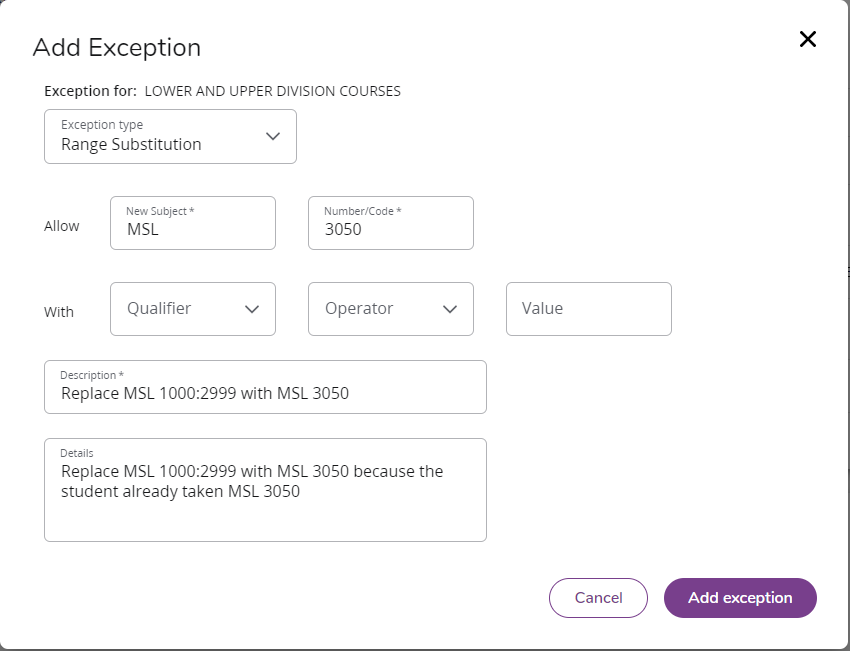 Add Exception
Exception for: LOWER AND UPPER DIVISION COURSES
Exception type
Range Substitution
Allow
New Subject *
MSL
Number/Code *
3050
With
Qualifier
Operator
Value
Description *
Replace MSL 1000:2999 with MSL 3050
Details
Replace MSL 1000:2999 with MSL 3050 because the
student already taken MSL 3050
Cancel
Add exception